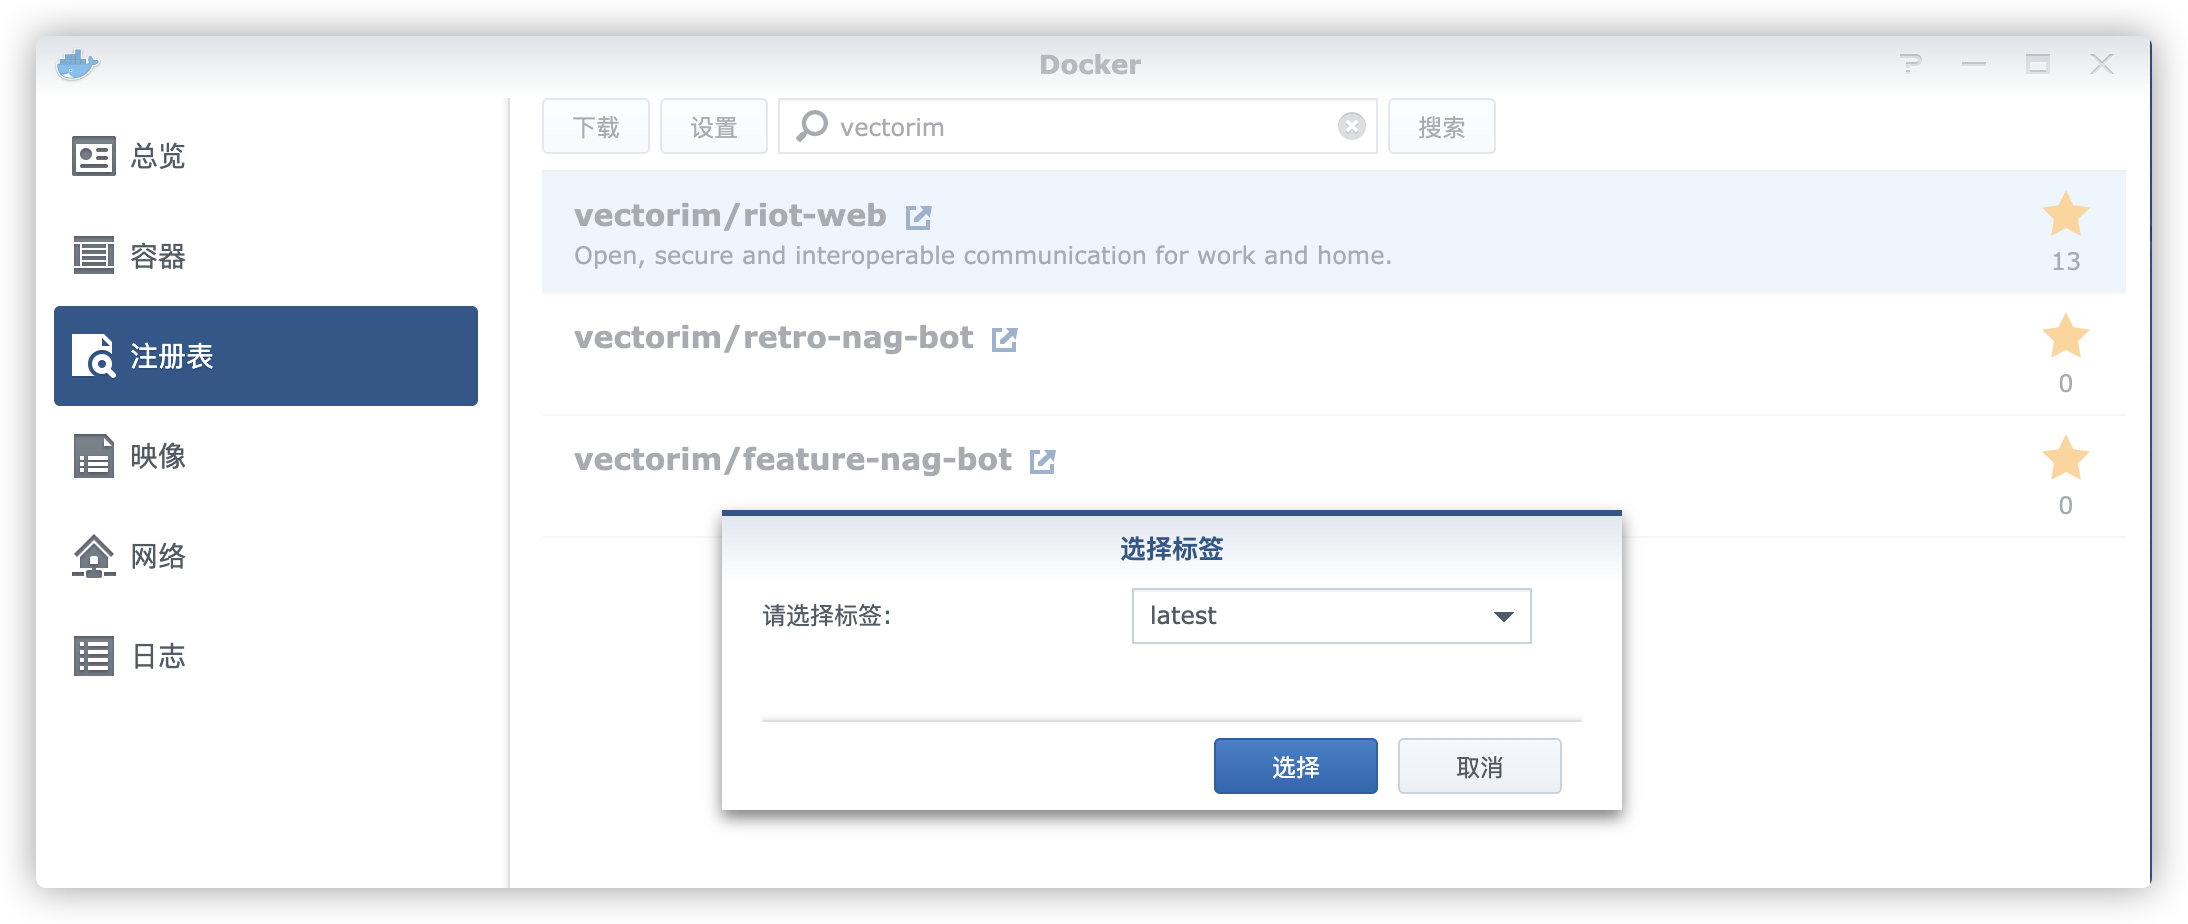 Docker
总览
容器
注册表
映像
网络
日志
下载
设置
vectorim
搜索
vectorim/riot-web
Open, secure and interoperable communication for work and home.
13
vectorim/retro-nag-bot
0
vectorim/feature-nag-bot
0
选择标签
请选择标签:
latest
选择
取消